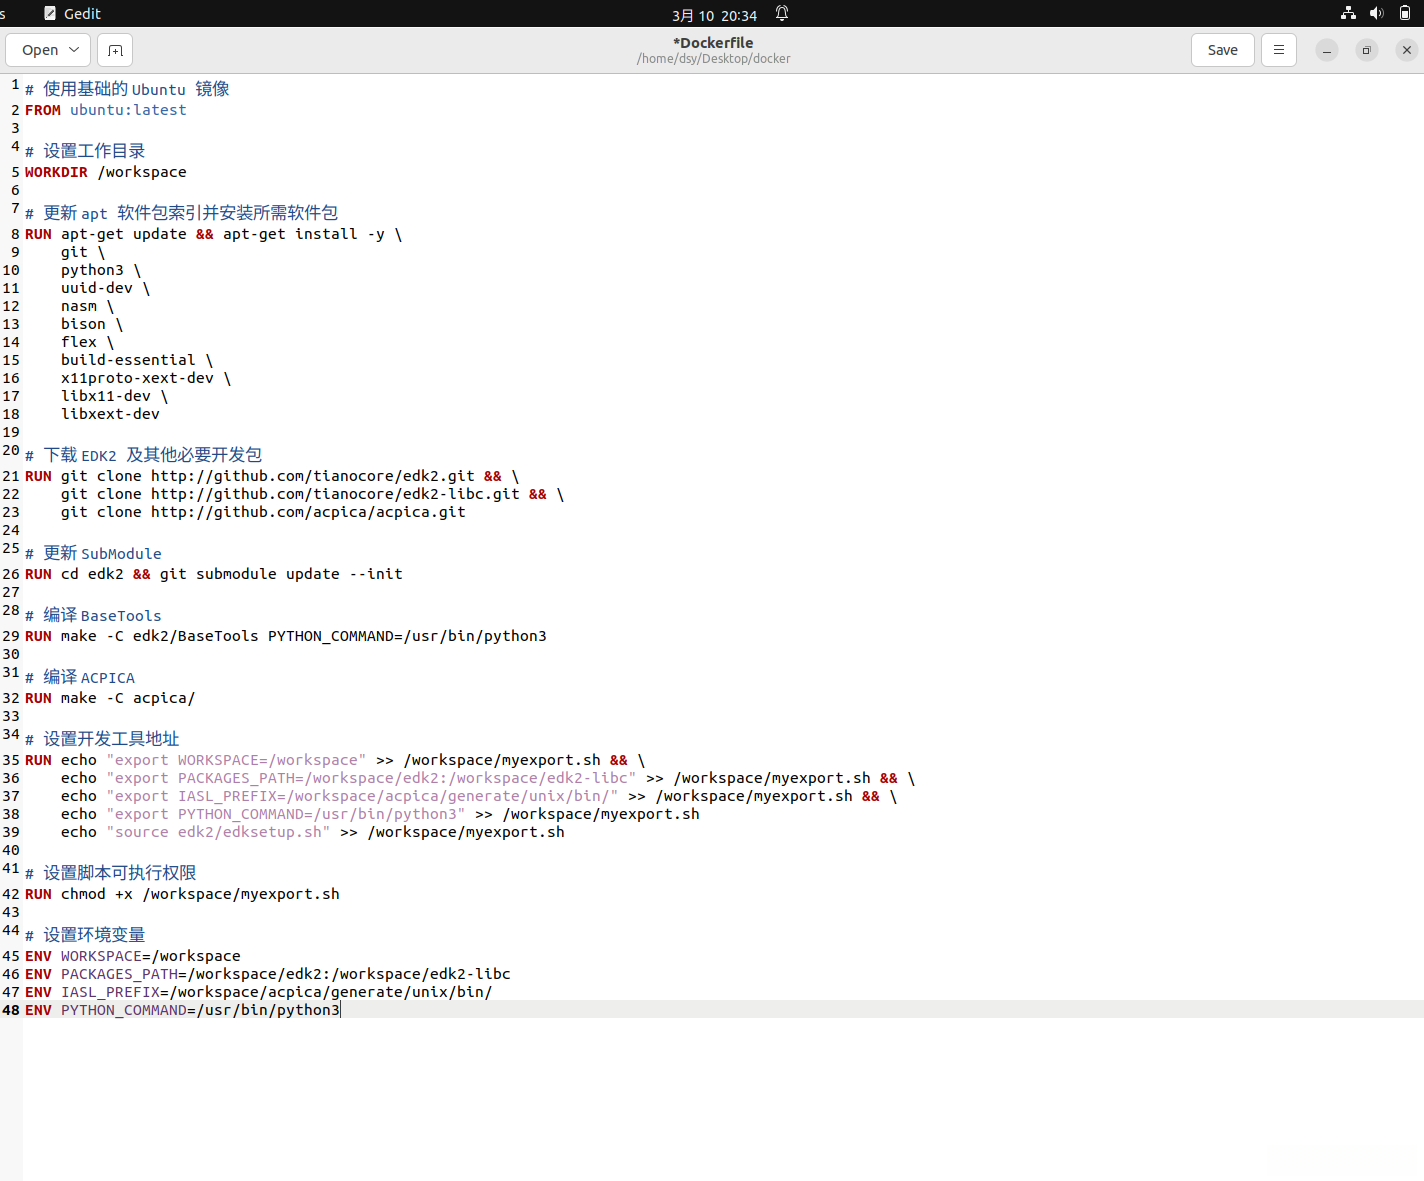 s Gedit 3月 10 20:34
Open *Dockerfile Save
/home/dsy/Desktop/docker
1 # 使用基础的 Ubuntu 镜像
2 FROM ubuntu:latest
3
4 # 设置工作目录
5 WORKDIR /workspace
6
7 # 更新 apt 软件包索引并安装所需软件包
8 RUN apt-get update && apt-get install -y \
9 git \
10 python3 \
11 uuid-dev \
12 nasm \
13 bison \
14 flex \
15 build-essential \
16 x11proto-xext-dev \
17 libx11-dev \
18 libxext-dev
19
20 # 下载 EDK2 及其他必要开发包
21 RUN git clone http://github.com/tianocore/edk2.git && \
22 git clone http://github.com/tianocore/edk2-libc.git && \
23 git clone http://github.com/acpica/acpica.git
24
25 # 更新 SubModule
26 RUN cd edk2 && git submodule update --init
27
28 # 编译 BaseTools
29 RUN make -C edk2/BaseTools PYTHON_COMMAND=/usr/bin/python3
30
31 # 编译 ACPICA
32 RUN make -C acpica/
33
34 # 设置开发工具地址
35 RUN echo "export WORKSPACE=/workspace" >> /workspace/myexport.sh && \
36 echo "export PACKAGES_PATH=/workspace/edk2:/workspace/edk2-libc" >> /workspace/myexport.sh && \
37 echo "export IASL_PREFIX=/workspace/acpica/generate/unix/bin/" >> /workspace/myexport.sh && \
38 echo "export PYTHON_COMMAND=/usr/bin/python3" >> /workspace/myexport.sh
39 echo "source edk2/edksetup.sh" >> /workspace/myexport.sh
40
41 # 设置脚本可执行权限
42 RUN chmod +x /workspace/myexport.sh
43
44 # 设置环境变量
45 ENV WORKSPACE=/workspace
46 ENV PACKAGES_PATH=/workspace/edk2:/workspace/edk2-libc
47 ENV IASL_PREFIX=/workspace/acpica/generate/unix/bin/
48 ENV PYTHON_COMMAND=/usr/bin/python3